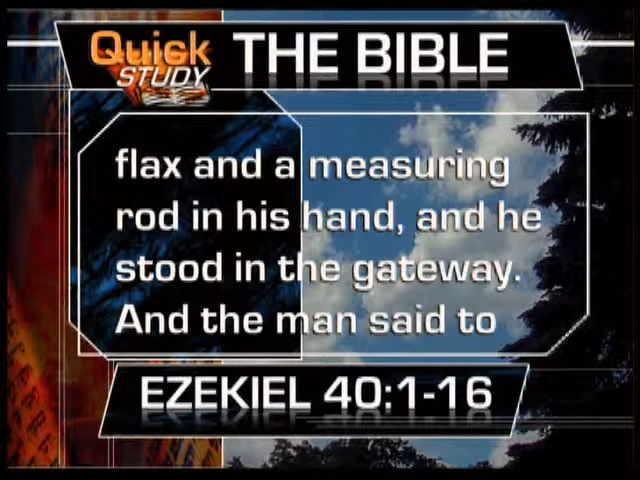 Quick
STUDY
THE BIBLE
flax and a measuring
rod in his hand, and he
stood in the gateway.
And the man said to
EZEKIEL 40:1-16